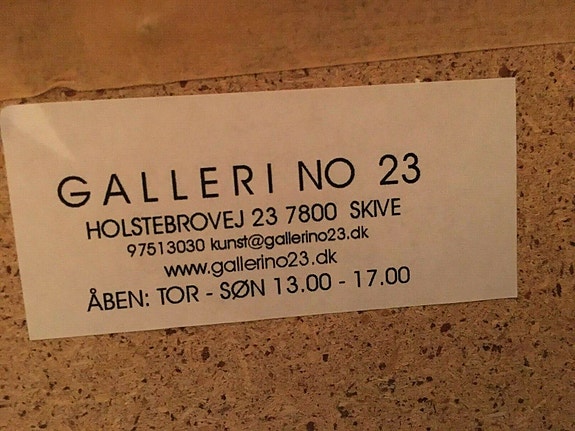 GALLERI NO 23
HOLSTEBROVEJ 23 7800 SKIVE
97513030 kunst@gallerino23.dk
www.gallerino23.dk
ÅBEN: TOR - SØN 13.00 - 17.00